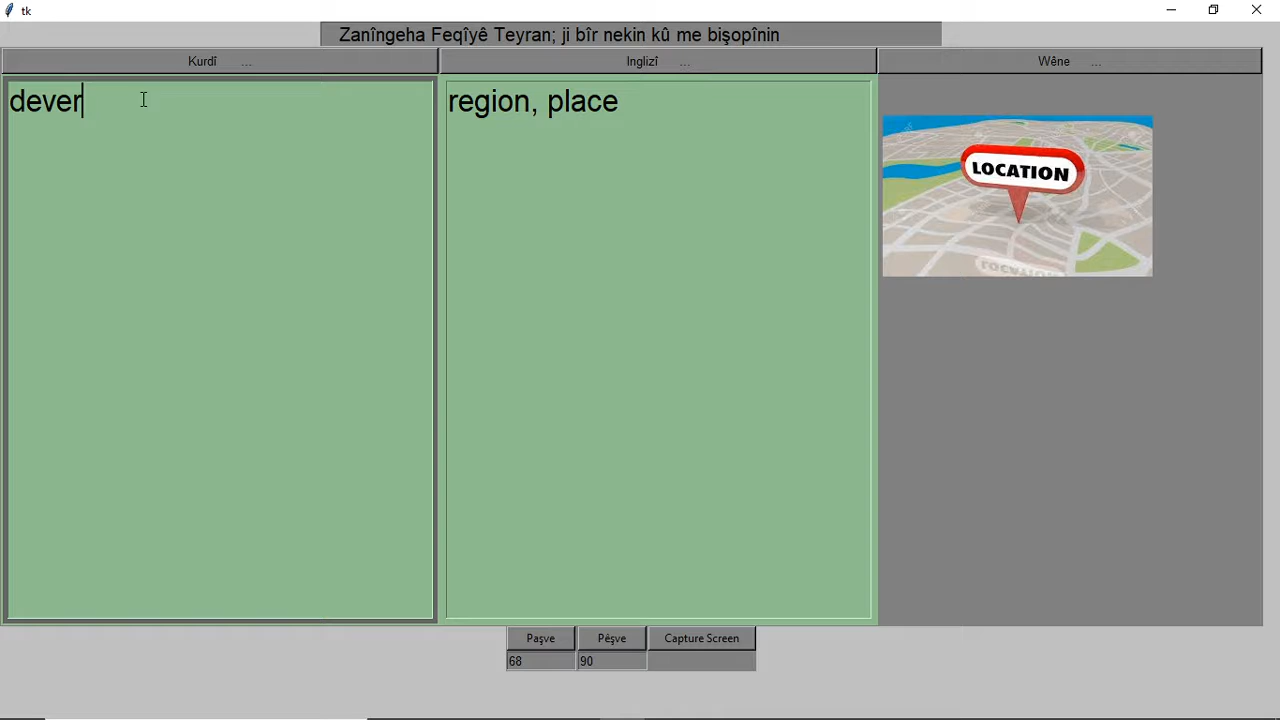 tk
Zanîngeha Feqîyê Teyran; ji bîr nekin kû me bişopînin
Kurdî ...
Inglizî ...
Wêne ...
dever
region, place
LOCATION
LOCATION
Paşve
Pêşve
Capture Screen
68
90